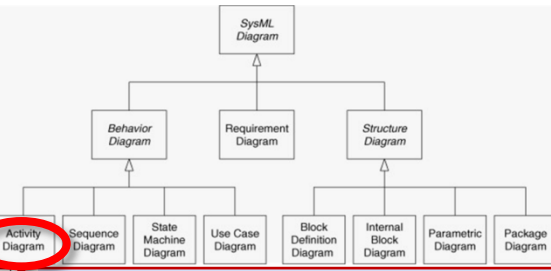 SysML
Diagram
Behavior
Diagram
Requirement
Diagram
Structure
Diagram
Activity
Diagram
Sequence
Diagram
State
Machine
Diagram
Use Case
Diagram
Block
Definition
Diagram
Internal
Block
Diagram
Parametric
Diagram
Package
Diagram